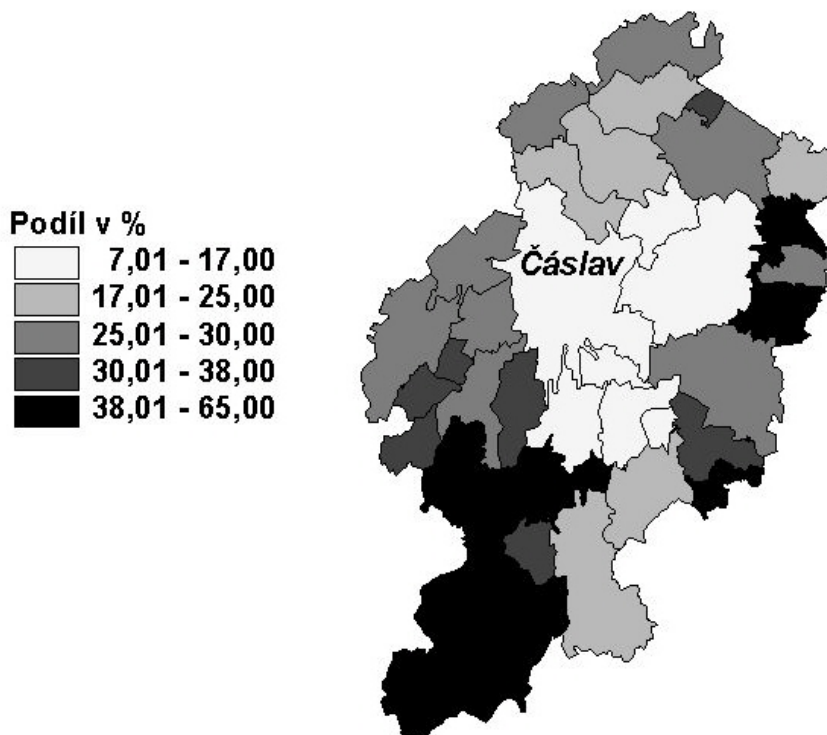 Podíl v %
7,01 - 17,00
17,01 - 25,00
25,01 - 30,00
30,01 - 38,00
38,01 - 65,00
Čáslav